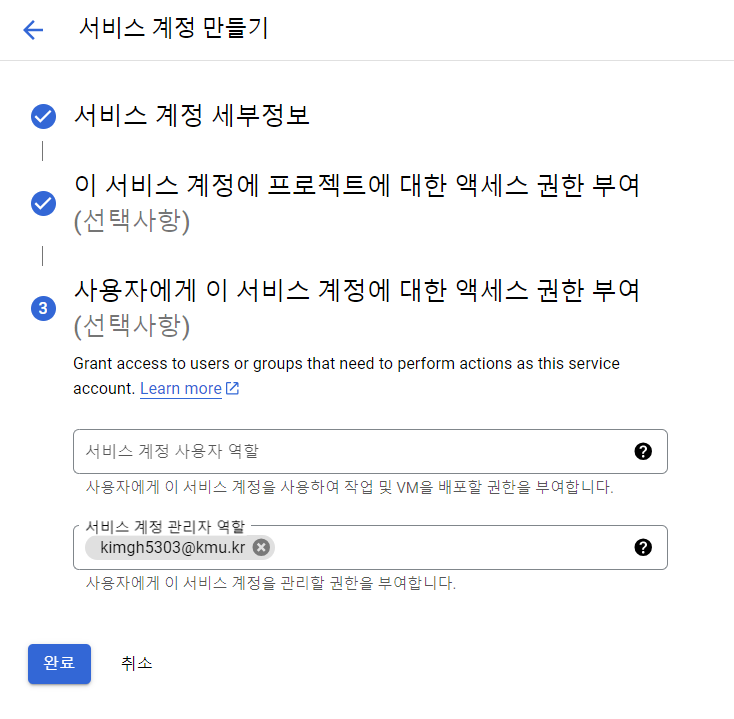 서비스 계정 만들기
서비스 계정 세부정보
이 서비스 계정에 프로젝트에 대한 액세스 권한 부여
(선택사항)
3
사용자에게 이 서비스 계정에 대한 액세스 권한 부여
(선택사항)
Grant access to users or groups that need to perform actions as this service
account. Learn more
서비스 계정 사용자 역할
사용자에게 이 서비스 계정을 사용하여 작업 및 VM을 배포할 권한을 부여합니다.
서비스 계정 관리자 역할
kimgh5303@kmu.kr
사용자에게 이 서비스 계정을 관리할 권한을 부여합니다.
완료 취소